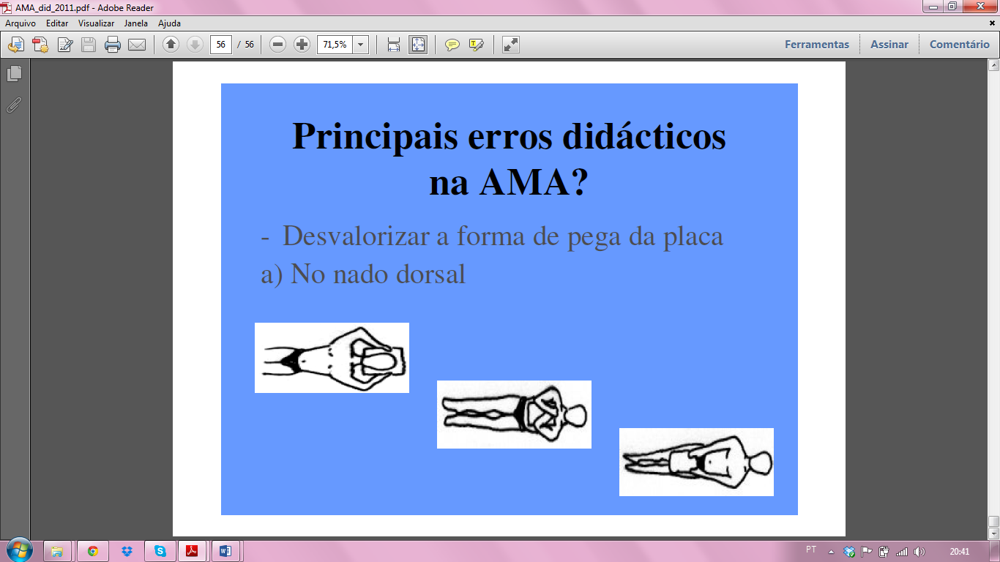 AMA_did_2011.pdf - Adobe Reader
Arquivo Editar Visualizar Janela Ajuda
56 / 56 71,5% Ferramentas Assinar Comentário
Principais erros didácticos
na AMA?
- Desvalorizar a forma de pega da placa
a) No nado dorsal
PT 20:41